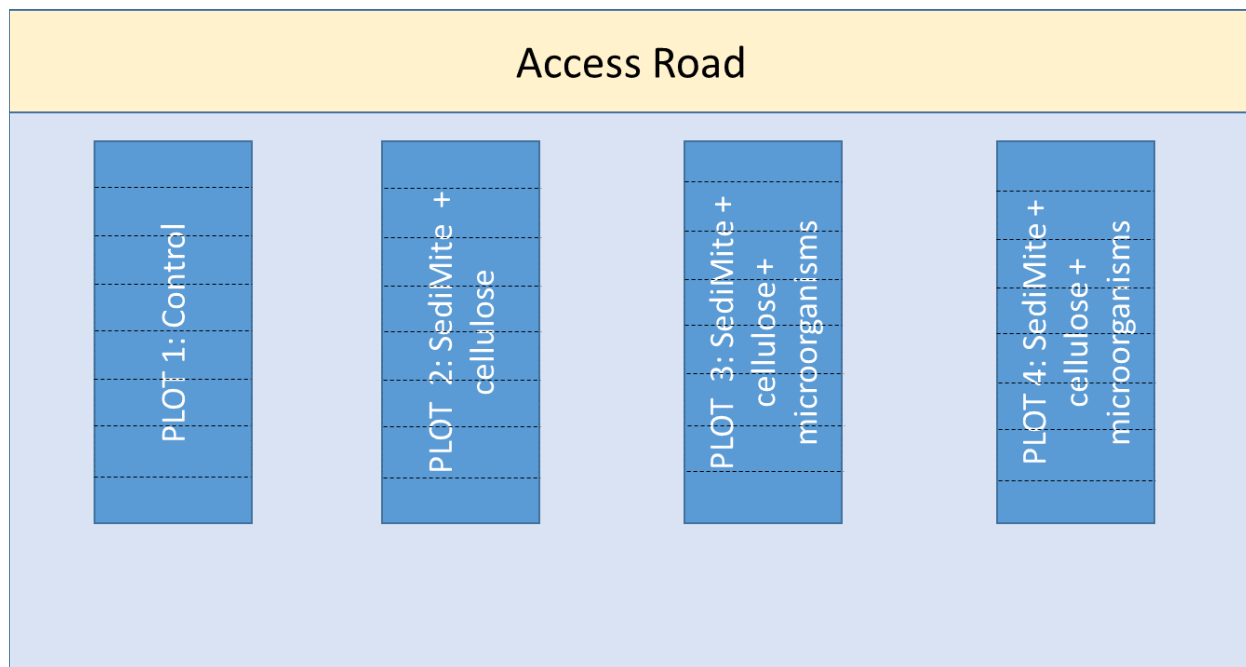 Access Road
PLOT 1: Control
PLOT 2: SediMite +
cellulose
PLOT 3: SediMite +
cellulose +
microorganisms
PLOT 4: SediMite +
cellulose +
microorganisms